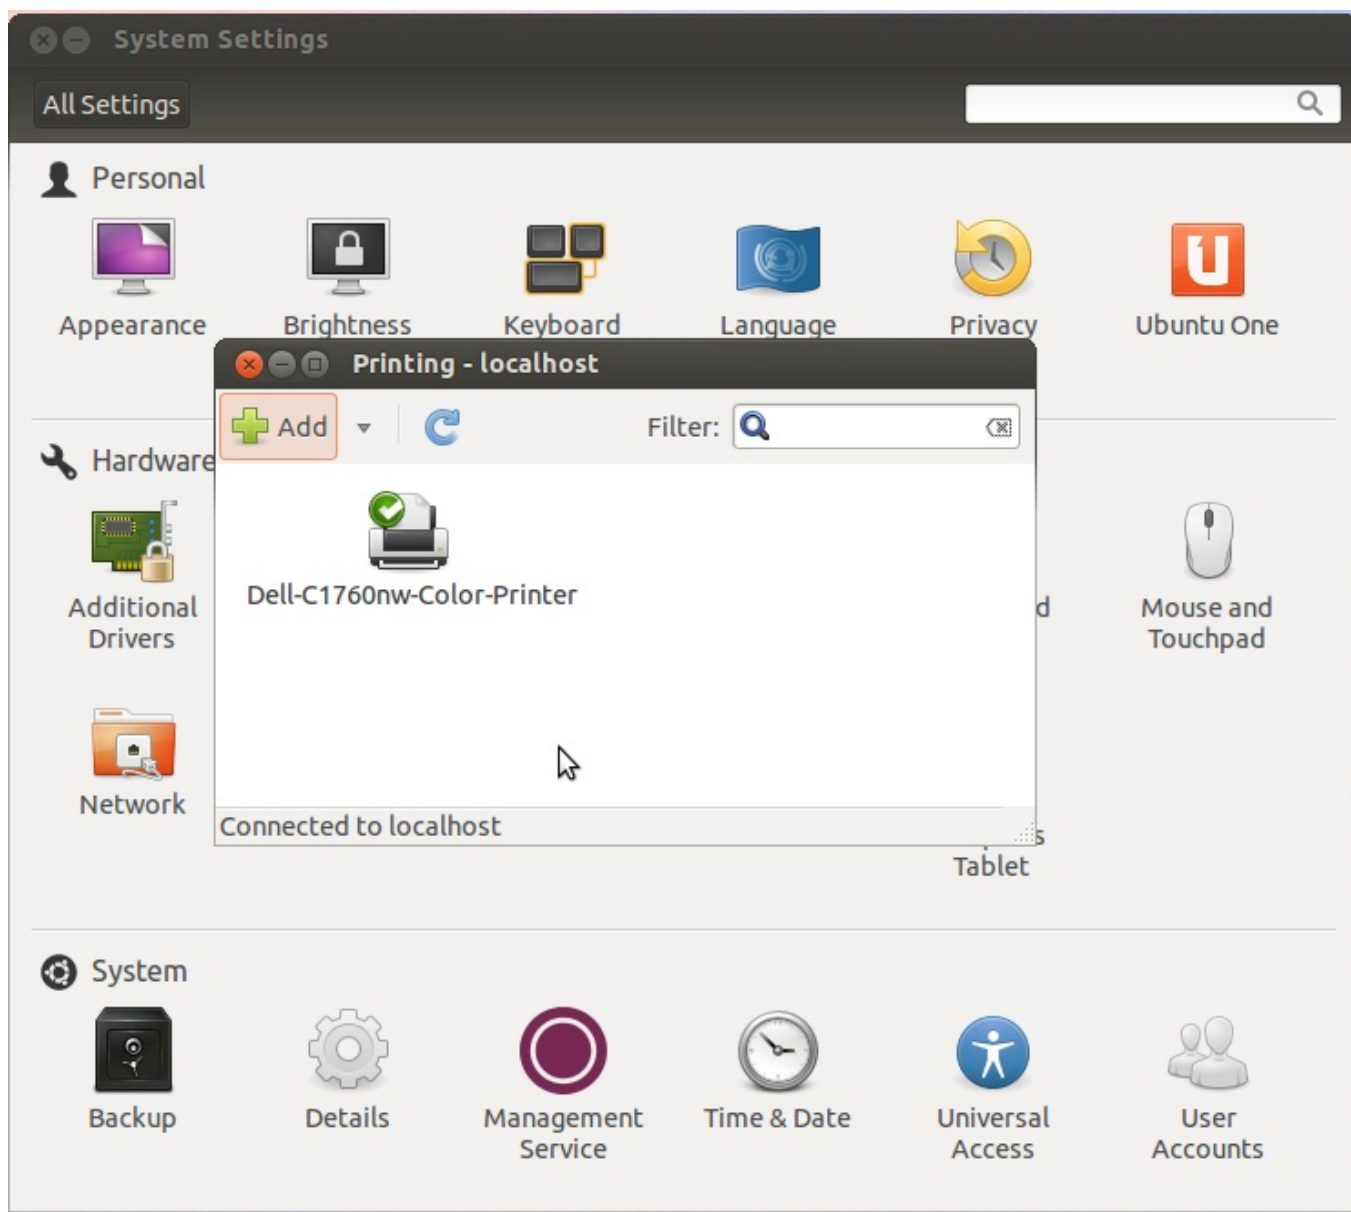 System Settings
All Settings
Personal
Appearance
Brightness
Keyboard
Language
Privacy
Ubuntu One
Printing - localhost
Add
Filter:
Hardware
Dell-C1760nw-Color-Printer
Additional
Drivers
d
Mouse and
Touchpad
Network
Connected to localhost
s
Tablet
System
Backup
Details
Management
Service
Time & Date
Universal
Access
User
Accounts